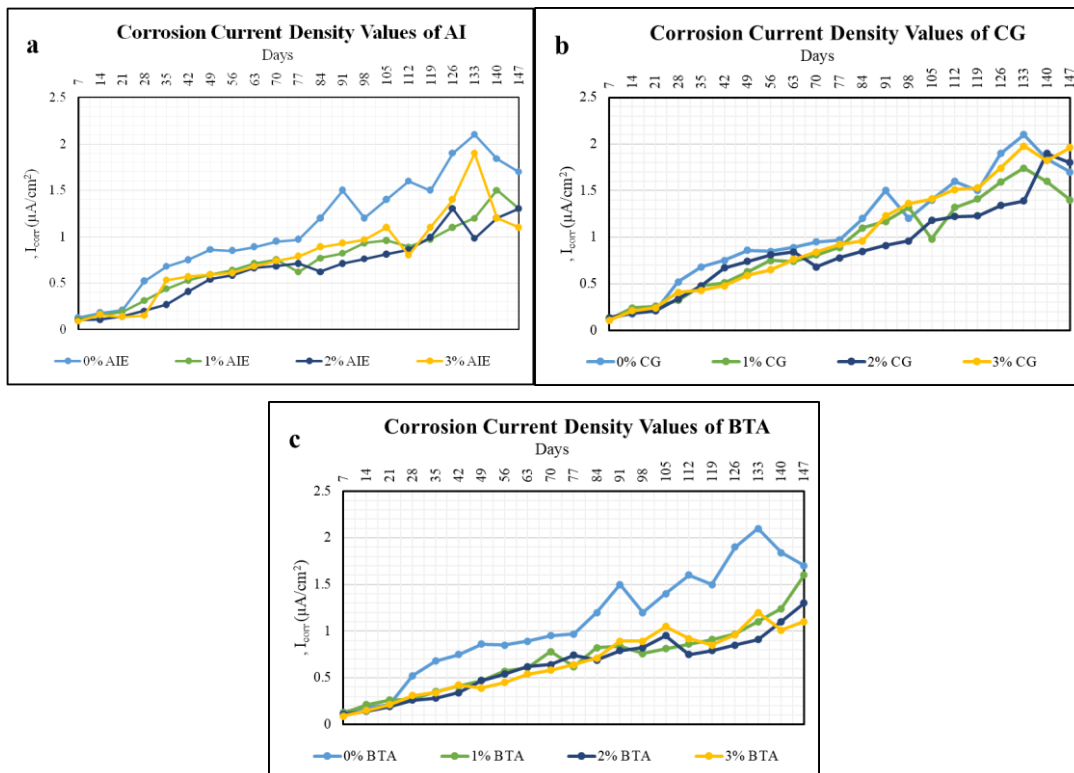 a
Corrosion Current Density Values of AI
Days
7 14 21 28 35 42 49 56 63 70 77 84 91 98 105 112 119 126 133 140 147
2.5
2
1.5
1
0.5
0
, Icorr (µA/cm²)
0% AIE 1% AIE 2% AIE 3% AIE
b
Corrosion Current Density Values of CG
Days
7 14 21 28 35 42 49 56 63 70 77 84 91 98 105 112 119 126 133 140 147
2.5
2
1.5
1
0.5
0
, Icorr (µA/cm²)
0% CG 1% CG 2% CG 3% CG
c
Corrosion Current Density Values of BTA
Days
7 14 21 28 35 42 49 56 63 70 77 84 91 98 105 112 119 126 133 140 147
2.5
2
1.5
1
0.5
0
, Icorr (µA/cm²)
0% BTA 1% BTA 2% BTA 3% BTA